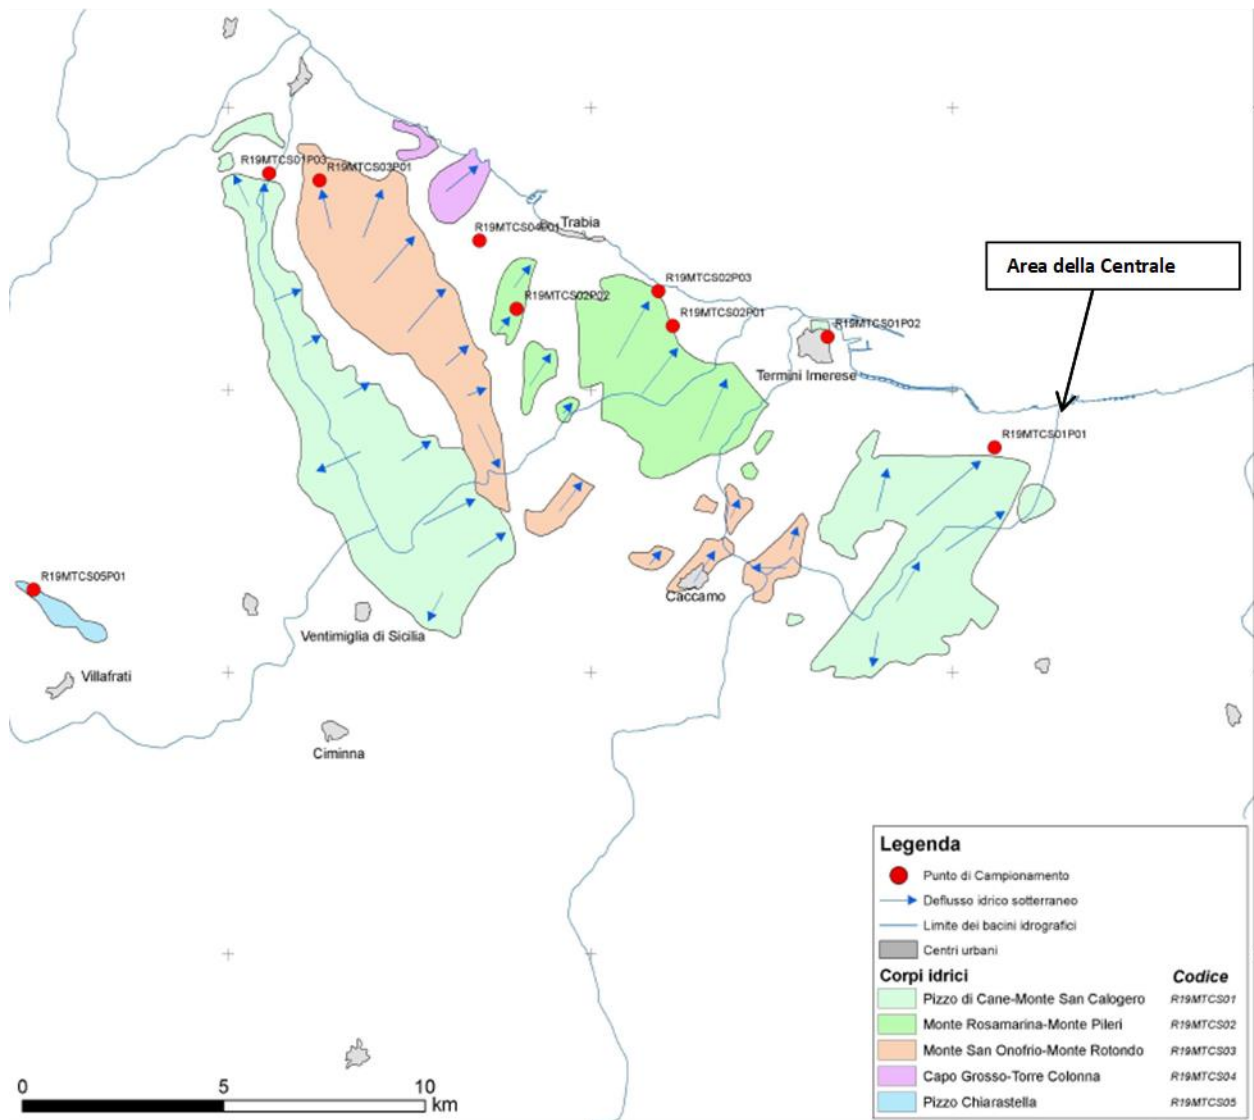 R19MTCS01P03
R19MTCS03P01
R19MTCS04P01
Trabia
Area della Centrale
R19MTCS02P03
R19MTCS02P02
R19MTCS02P01
R19MTCS01P02
Termini Imerese
R19MTCS01P01
R19MTCS05P01
Caccamo
Ventimiglia di Sicilia
Villafrati
Ciminna
Legenda
Punto di Campionamento
Deflusso idrico sotterraneo
Limite dei bacini idrografici
Centri urbani
Corpi idrici Codice
Pizzo di Cane-Monte San Calogero R19MTCS01
Monte Rosamarina-Monte Pileri R19MTCS02
Monte San Onofrio-Monte Rotondo R19MTCS03
Capo Grosso-Torre Colonna R19MTCS04
Pizzo Chiarastella R19MTCS05
0 5 10
km